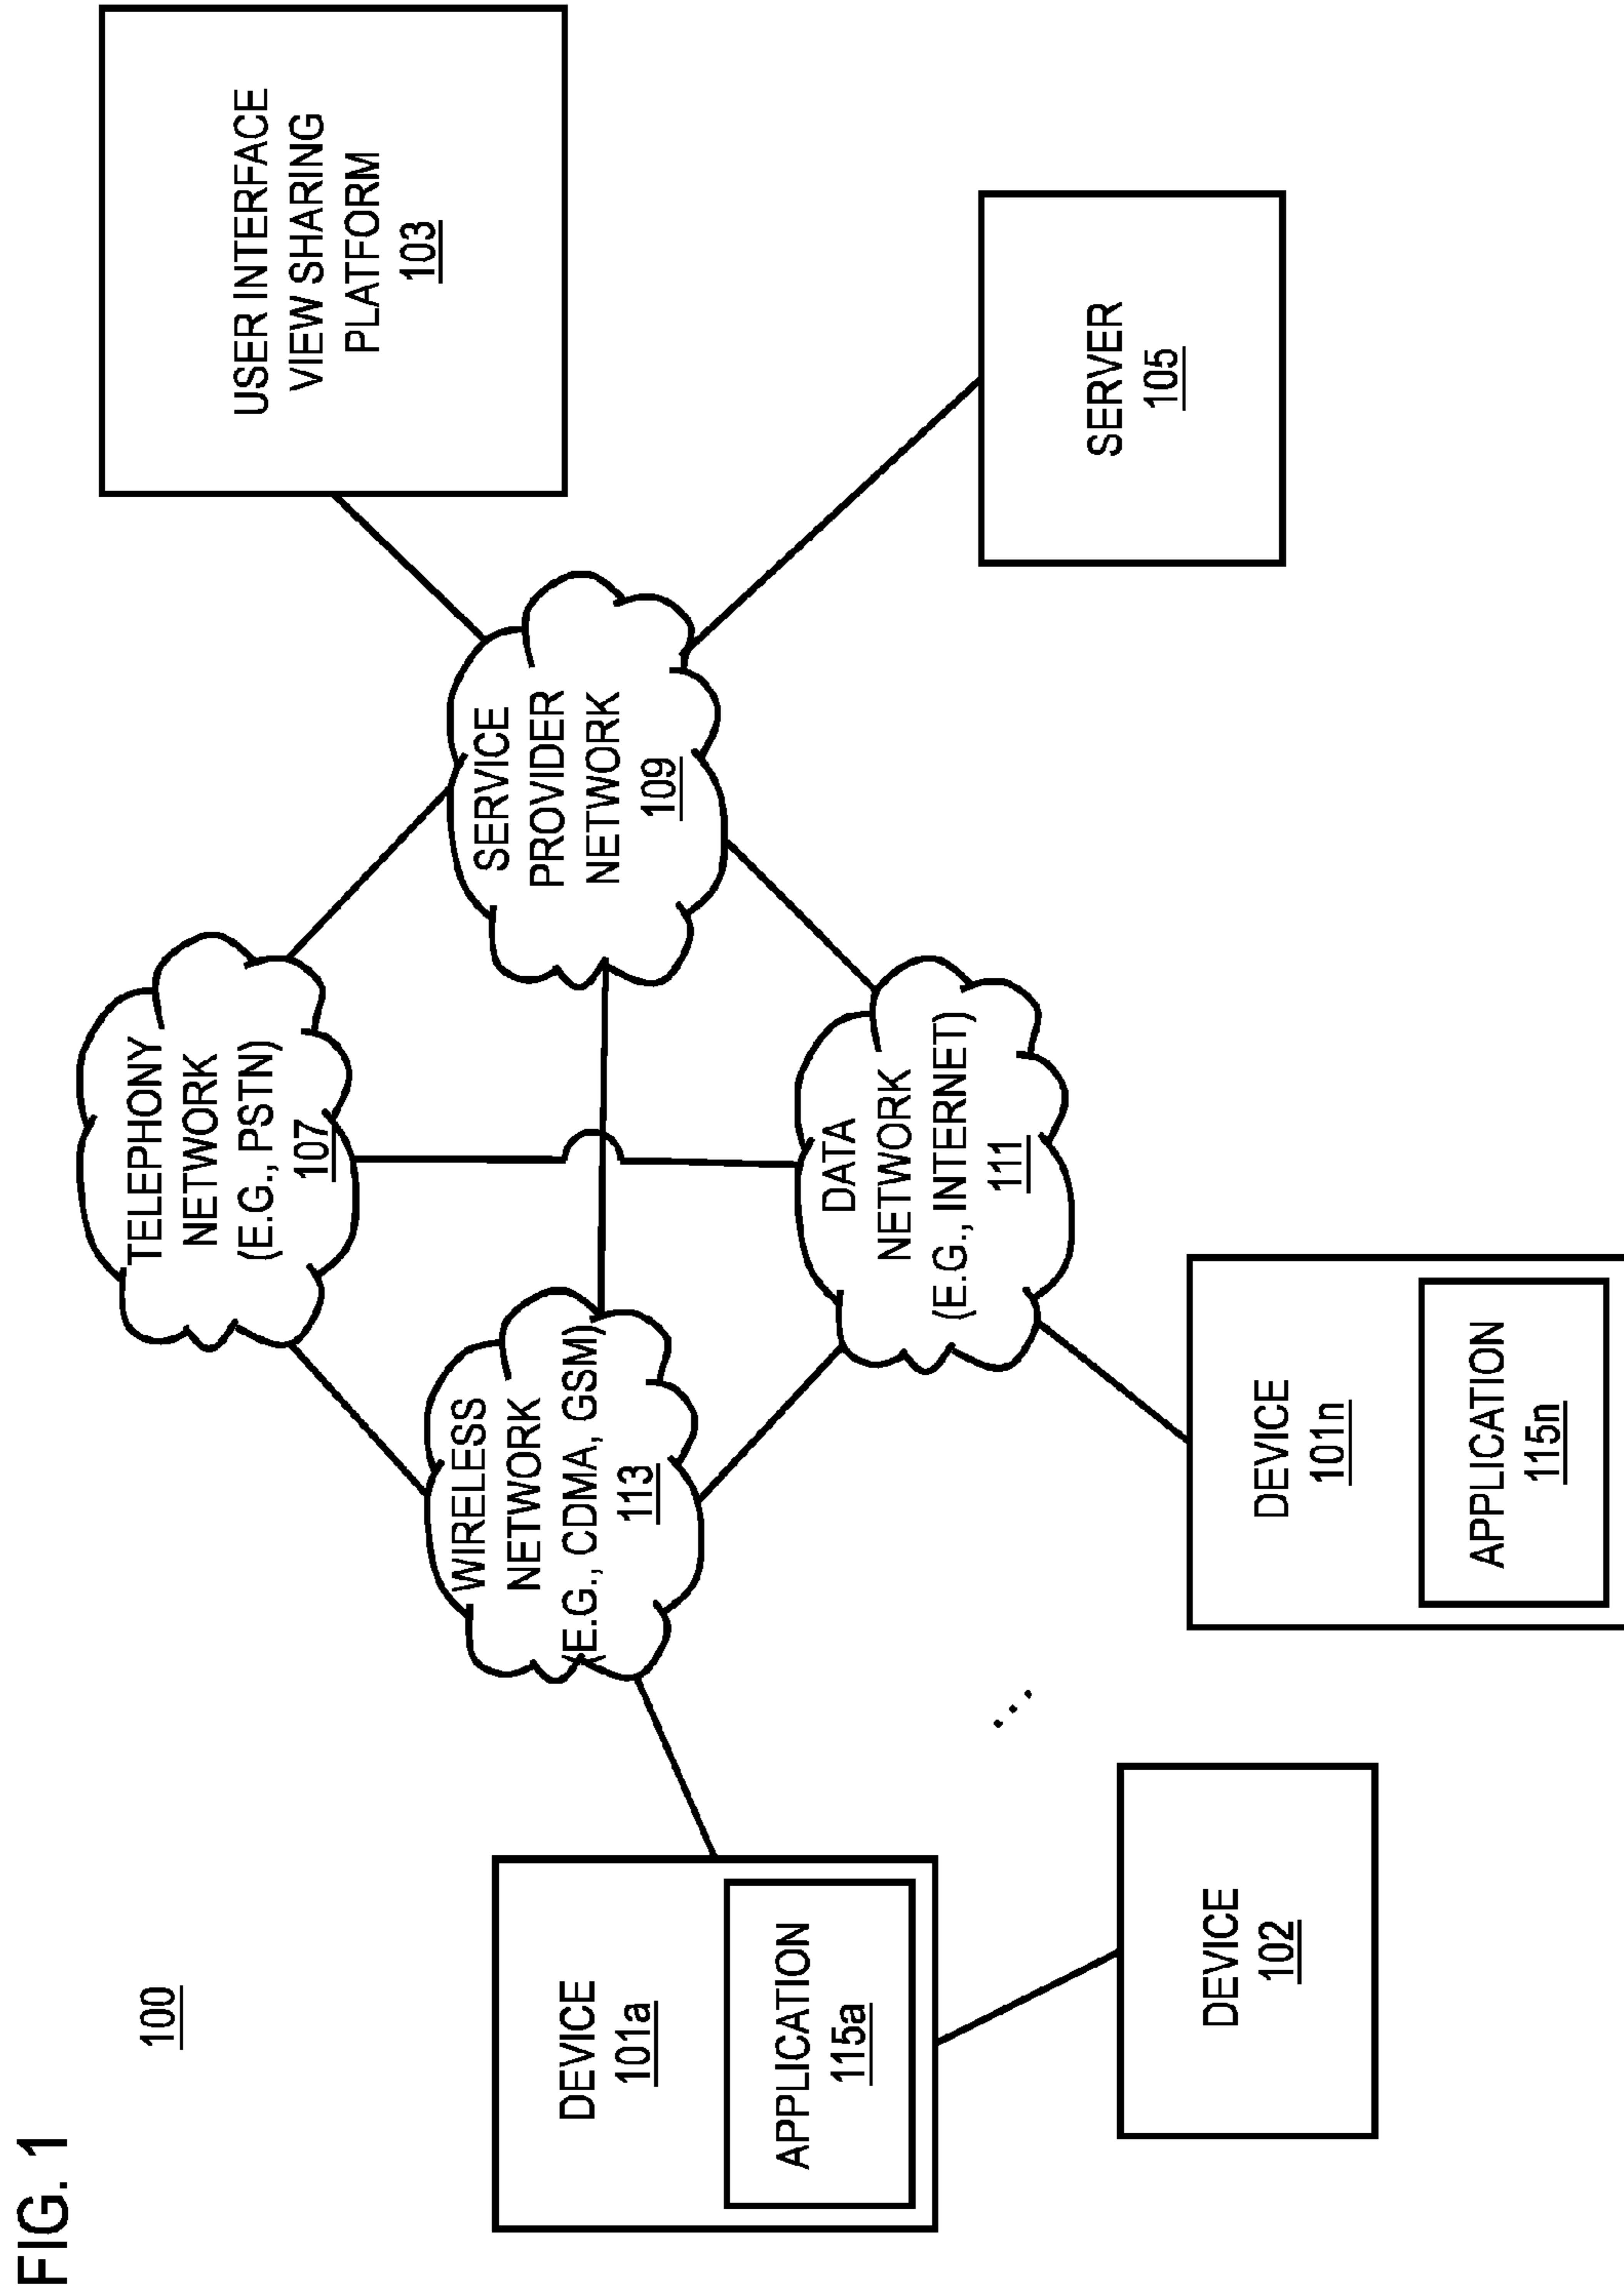 FIG. 1
100
TELEPHONY
NETWORK
(E.G., PSTN)
107
USER INTERFACE
VIEW SHARING
PLATFORM
103
WIRELESS
NETWORK
(E.G., CDMA, GSM)
113
SERVICE
PROVIDER
NETWORK
109
DEVICE
101a
APPLICATION
115a
DATA
NETWORK
(E.G., INTERNET)
111
SERVER
105
...
DEVICE
102
DEVICE
101n
APPLICATION
115n